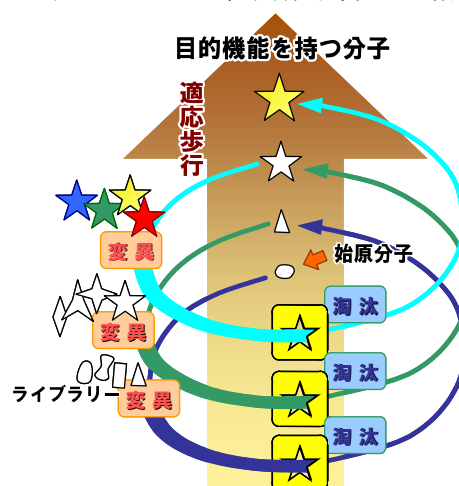 目的機能を持つ分子
適応歩行
変異
始原分子
淘汰
変異
淘汰
ライブラリー
変異
淘汰